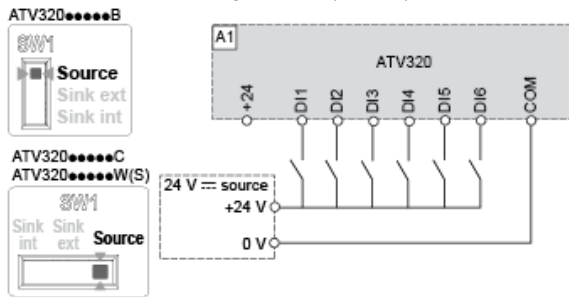 ATV320●●●●●B
SW1
Source
Sink ext
Sink int
ATV320●●●●●C
ATV320●●●●●W(S)
SW1
Sink int
Sink ext
Source
A1
ATV320
+24
DI1
DI2
DI3
DI4
DI5
DI6
COM
24 V ⎓ source
+24 V
0 V